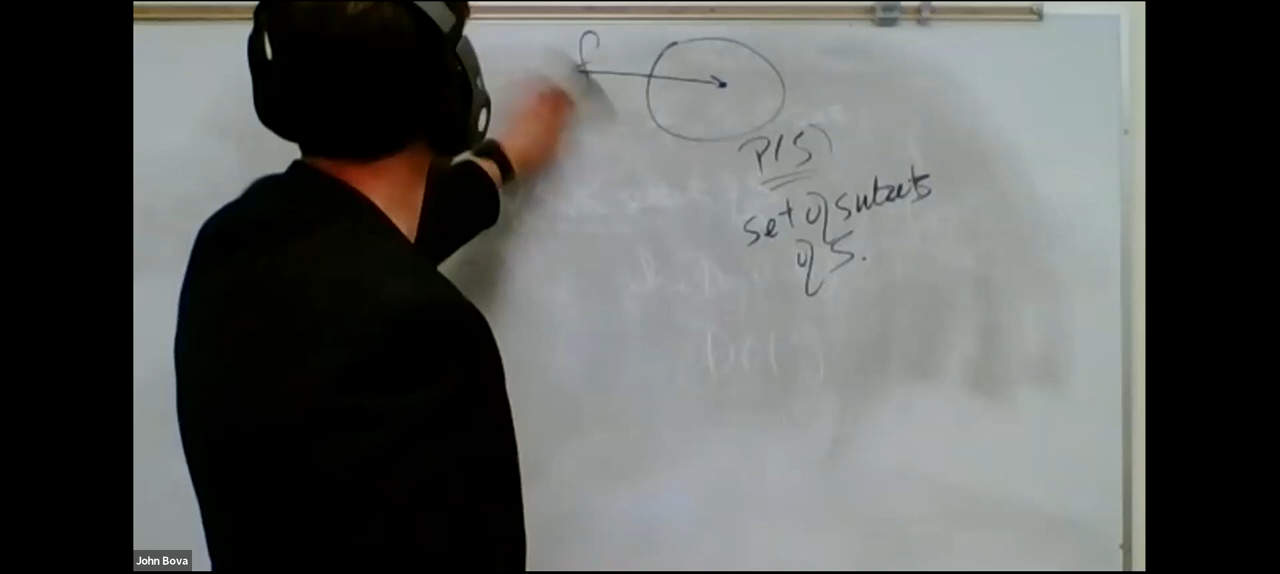 f
P(S)
set of subsets
of S.
John Bova